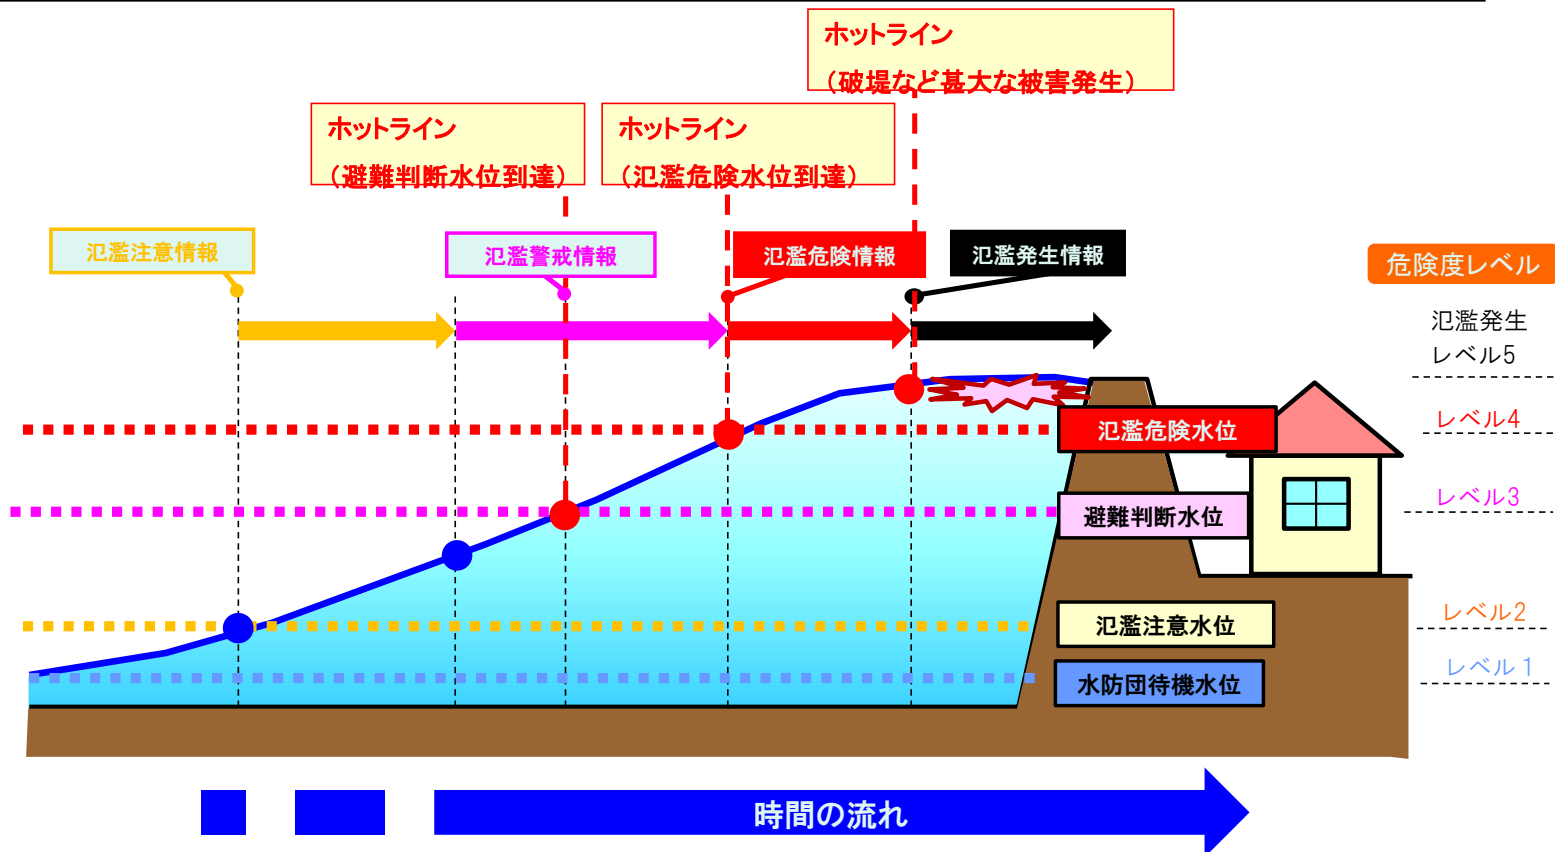 ホットライン
（破堤など甚大な被害発生）
ホットライン
（避難判断水位到達）
ホットライン
（氾濫危険水位到達）
氾濫注意情報
氾濫警戒情報
氾濫危険情報
氾濫発生情報
危険度レベル
氾濫発生
レベル5
氾濫危険水位
レベル4
避難判断水位
レベル3
氾濫注意水位
レベル2
水防団待機水位
レベル１
時間の流れ